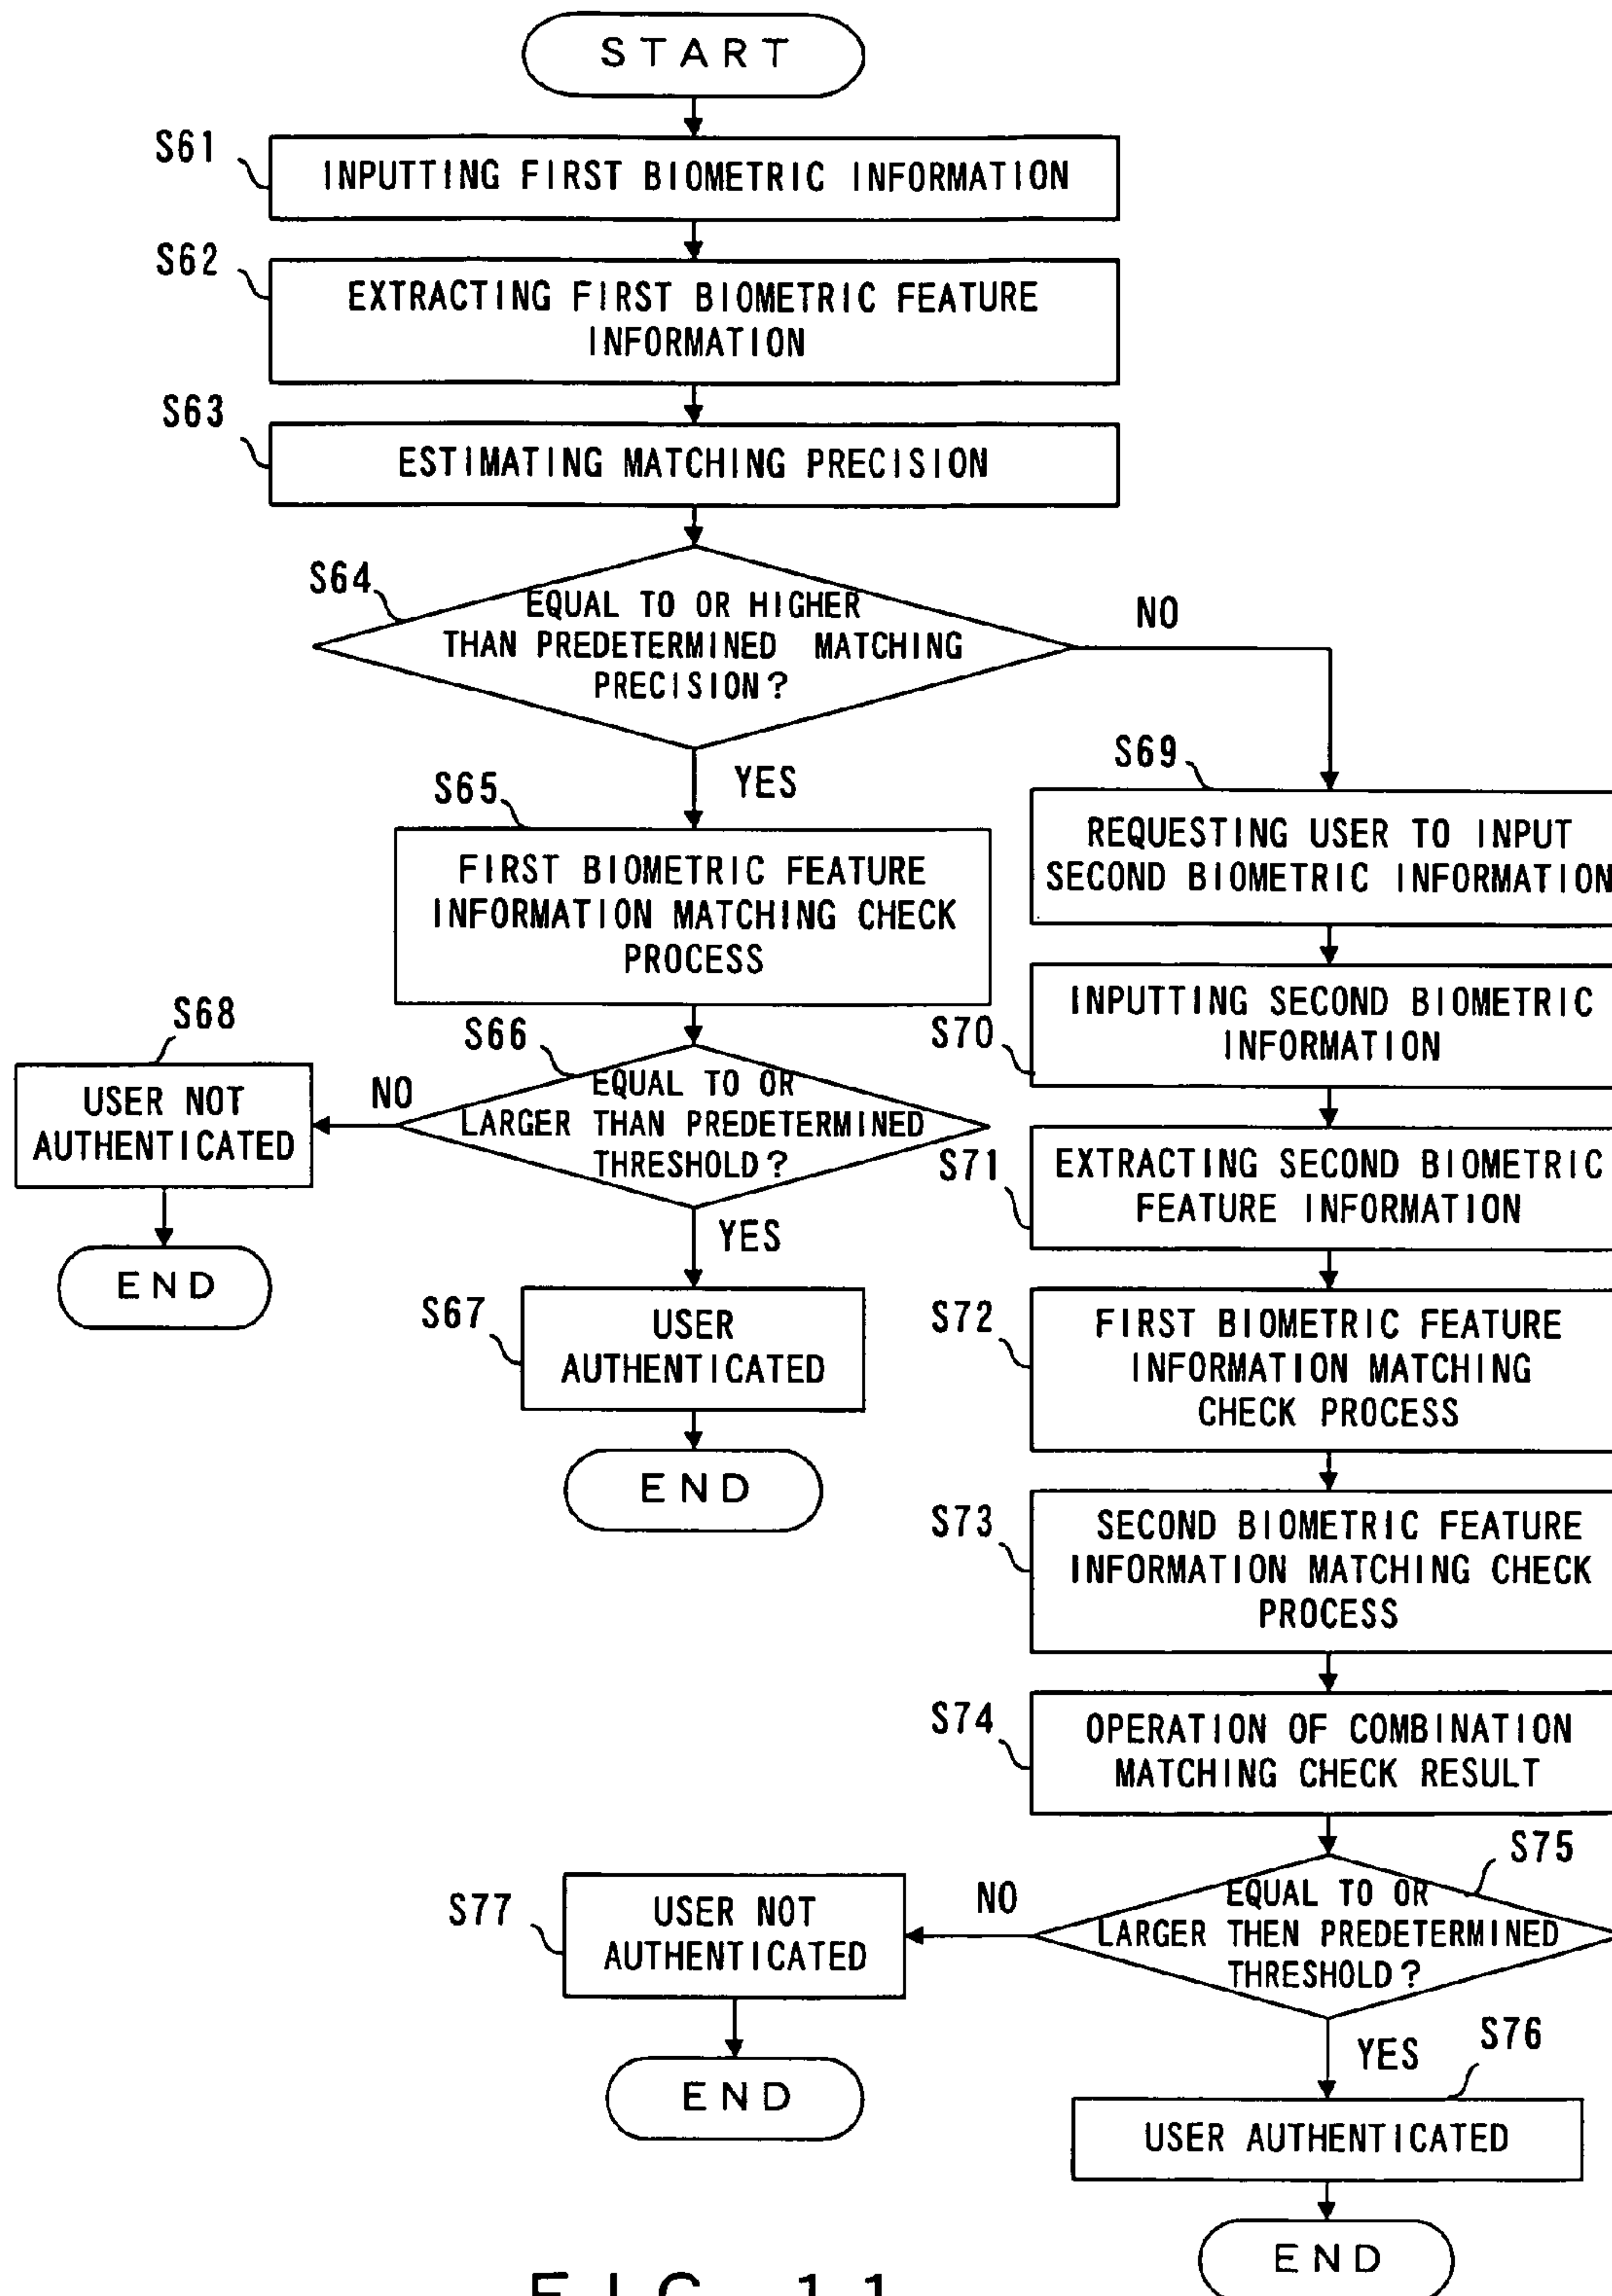 START
S61
INPUTTING FIRST BIOMETRIC INFORMATION
S62
EXTRACTING FIRST BIOMETRIC FEATURE
INFORMATION
S63
ESTIMATING MATCHING PRECISION
S64
EQUAL TO OR HIGHER
THAN PREDETERMINED MATCHING
PRECISION?
NO
YES
S65
FIRST BIOMETRIC FEATURE
INFORMATION MATCHING CHECK
PROCESS
S66
EQUAL TO OR
LARGER THAN PREDETERMINED
THRESHOLD?
NO
S68
USER NOT
AUTHENTICATED
END
YES
S67
USER
AUTHENTICATED
END
S69
REQUESTING USER TO INPUT
SECOND BIOMETRIC INFORMATION
S70
INPUTTING SECOND BIOMETRIC
INFORMATION
S71
EXTRACTING SECOND BIOMETRIC
FEATURE INFORMATION
S72
FIRST BIOMETRIC FEATURE
INFORMATION MATCHING
CHECK PROCESS
S73
SECOND BIOMETRIC FEATURE
INFORMATION MATCHING CHECK
PROCESS
S74
OPERATION OF COMBINATION
MATCHING CHECK RESULT
S75
EQUAL TO OR
LARGER THEN PREDETERMINED
THRESHOLD?
NO
S77
USER NOT
AUTHENTICATED
END
YES
S76
USER AUTHENTICATED
END
FIG. 11